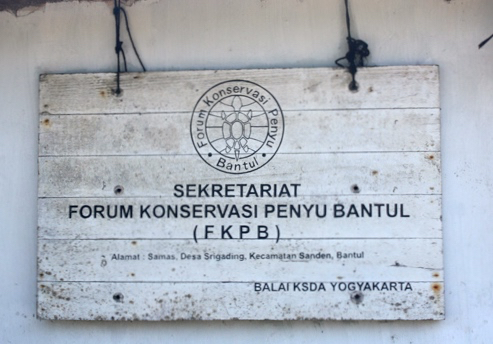 Forum Konservasi Penyu
• Bantul •
SEKRETARIAT
FORUM KONSERVASI PENYU BANTUL
( F K P B )
Alamat : Samas, Desa Srigading, Kecamatan Sanden, Bantul
BALAI KSDA YOGYAKARTA